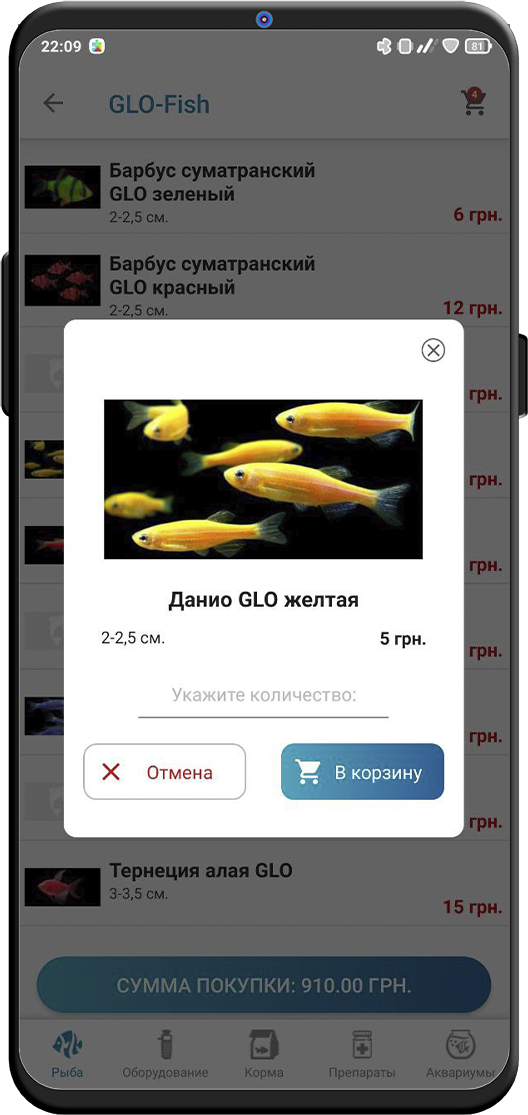 22:09
81
GLO-Fish
4
Барбус суматранский
GLO зеленый
2-2,5 см.
6 грн.
Барбус суматранский
GLO красный
2-2,5 см.
12 грн.
грн.
грн.
грн.
грн.
грн.
грн.
Данио GLO желтая
2-2,5 см.
5 грн.
Укажите количество:
Отмена
В корзину
Тернеция алая GLO
3-3,5 см.
15 грн.
СУММА ПОКУПКИ: 910.00 ГРН.
Рыба
Оборудование
Корма
Препараты
Аквариумы